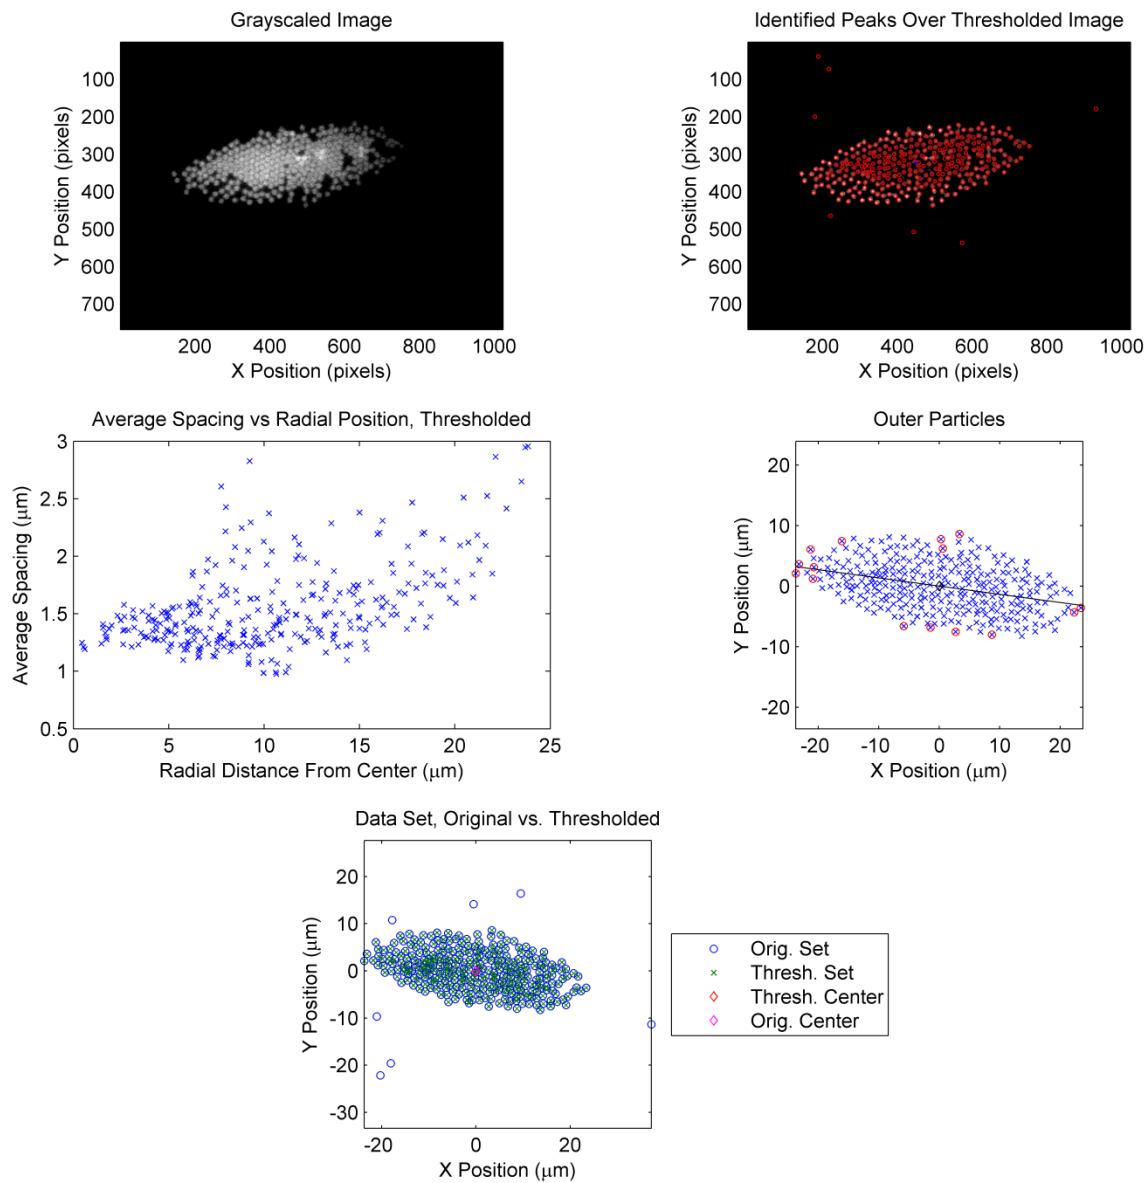 Grayscaled Image
Identified Peaks Over Thresholded Image
Y Position (pixels)
100
200
300
400
500
600
700
200 400 600 800 1000
X Position (pixels)
Y Position (pixels)
100
200
300
400
500
600
700
200 400 600 800 1000
X Position (pixels)
Average Spacing vs Radial Position, Thresholded
Average Spacing (μm)
3
2.5
2
1.5
1
0.5
0 5 10 15 20 25
Radial Distance From Center (μm)
Outer Particles
Y Position (μm)
20
10
0
-10
-20
-20 -10 0 10 20
X Position (μm)
Data Set, Original vs. Thresholded
Y Position (μm)
20
10
0
-10
-20
-30
-20 0 20
X Position (μm)
Orig. Set
Thresh. Set
Thresh. Center
Orig. Center